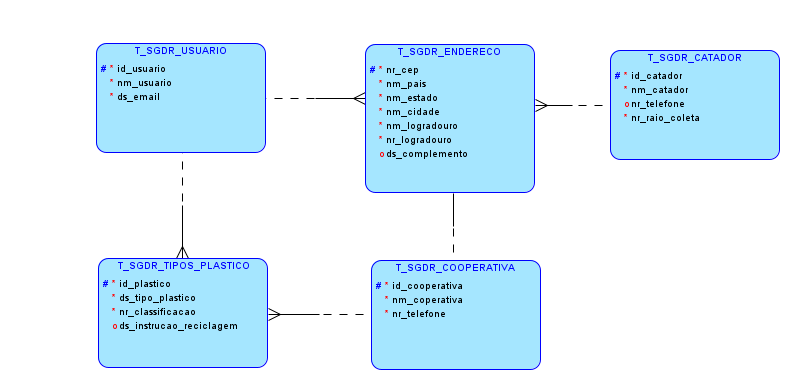 T_SGDR_USUARIO
# * id_usuario
* nm_usuario
* ds_email
T_SGDR_ENDERECO
# * nr_cep
* nm_pais
* nm_estado
* nm_cidade
* nm_logradouro
* nr_logradouro
o ds_complemento
T_SGDR_CATADOR
# * id_catador
* nm_catador
o nr_telefone
* nr_raio_coleta
T_SGDR_TIPOS_PLASTICO
# * id_plastico
* ds_tipo_plastico
* nr_classificacao
o ds_instrucao_reciclagem
T_SGDR_COOPERATIVA
# * id_cooperativa
* nm_coperativa
* nr_telefone